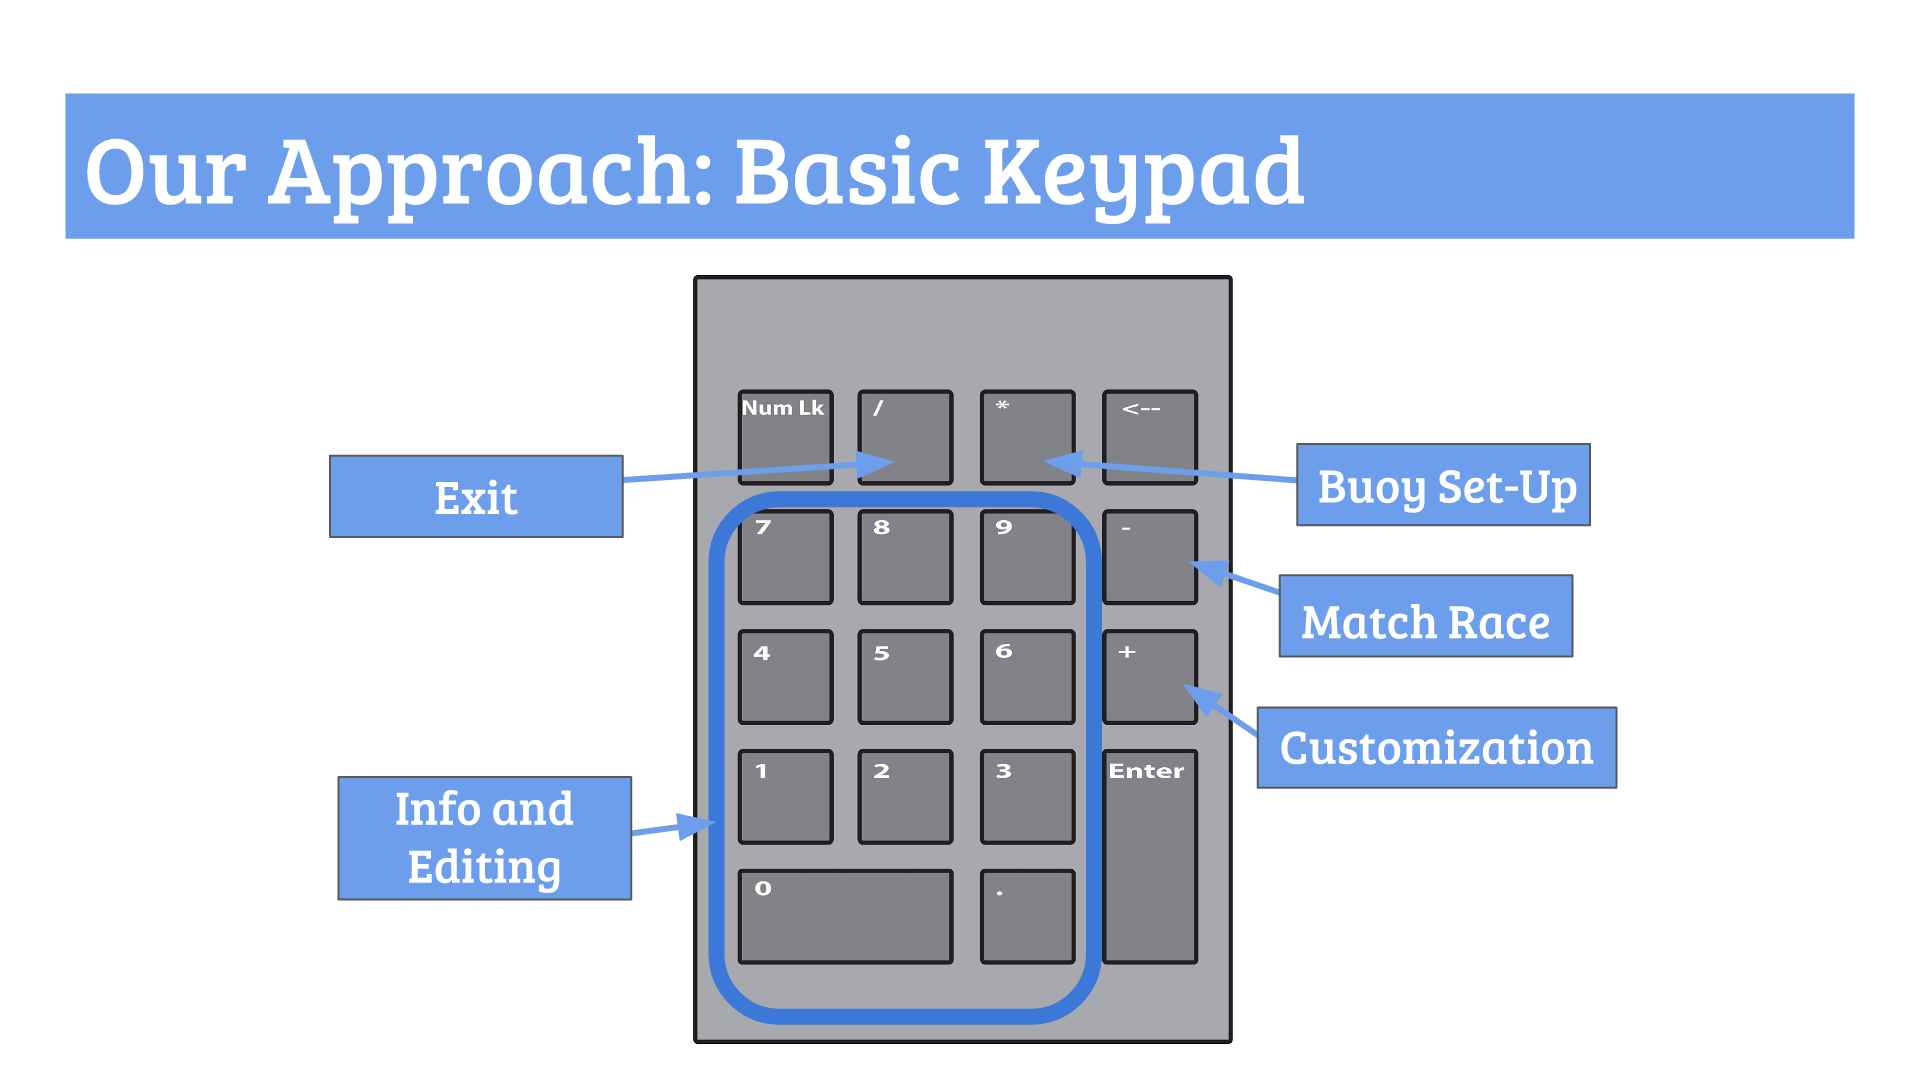 Our Approach: Basic Keypad
Num Lk / * <--
Exit
Buoy Set-Up
7 8 9 -
Match Race
4 5 6 +
Customization
1 2 3 Enter
Info and
Editing
0 .